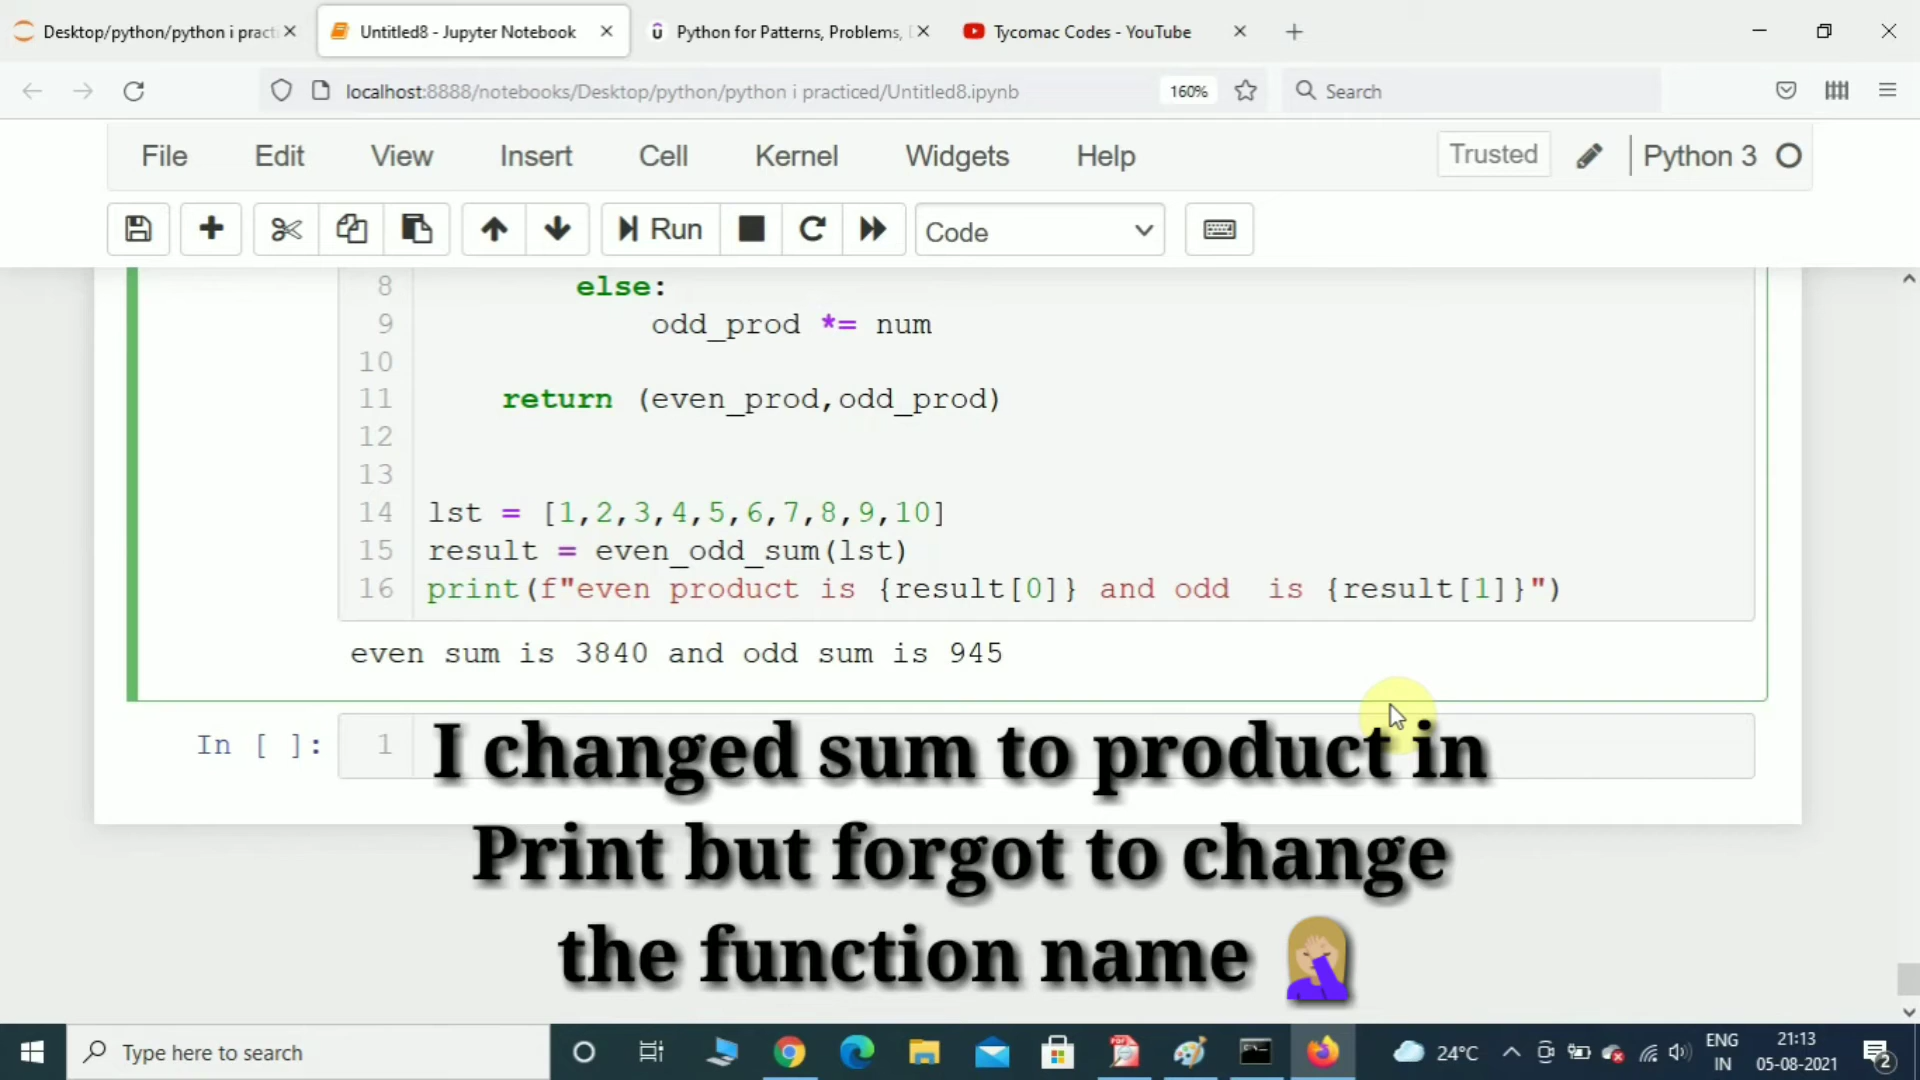 Desktop/python/python i pract
Untitled8 - Jupyter Notebook
Python for Patterns, Problems,
Tycomac Codes - YouTube
localhost:8888/notebooks/Desktop/python/python i practiced/Untitled8.ipynb
160%
Search
File Edit View Insert Cell Kernel Widgets Help
Trusted
Python 3
Run
Code
8 else:
9 odd_prod *= num
10
11 return (even_prod,odd_prod)
12
13
14 lst = [1,2,3,4,5,6,7,8,9,10]
15 result = even_odd_sum(lst)
16 print(f"even product is {result[0]} and odd  is {result[1]}")
even sum is 3840 and odd sum is 945
In [ ]: 1
I changed sum to product in
Print but forgot to change
the function name
Type here to search
24°C
ENG
IN
21:13
05-08-2021
2